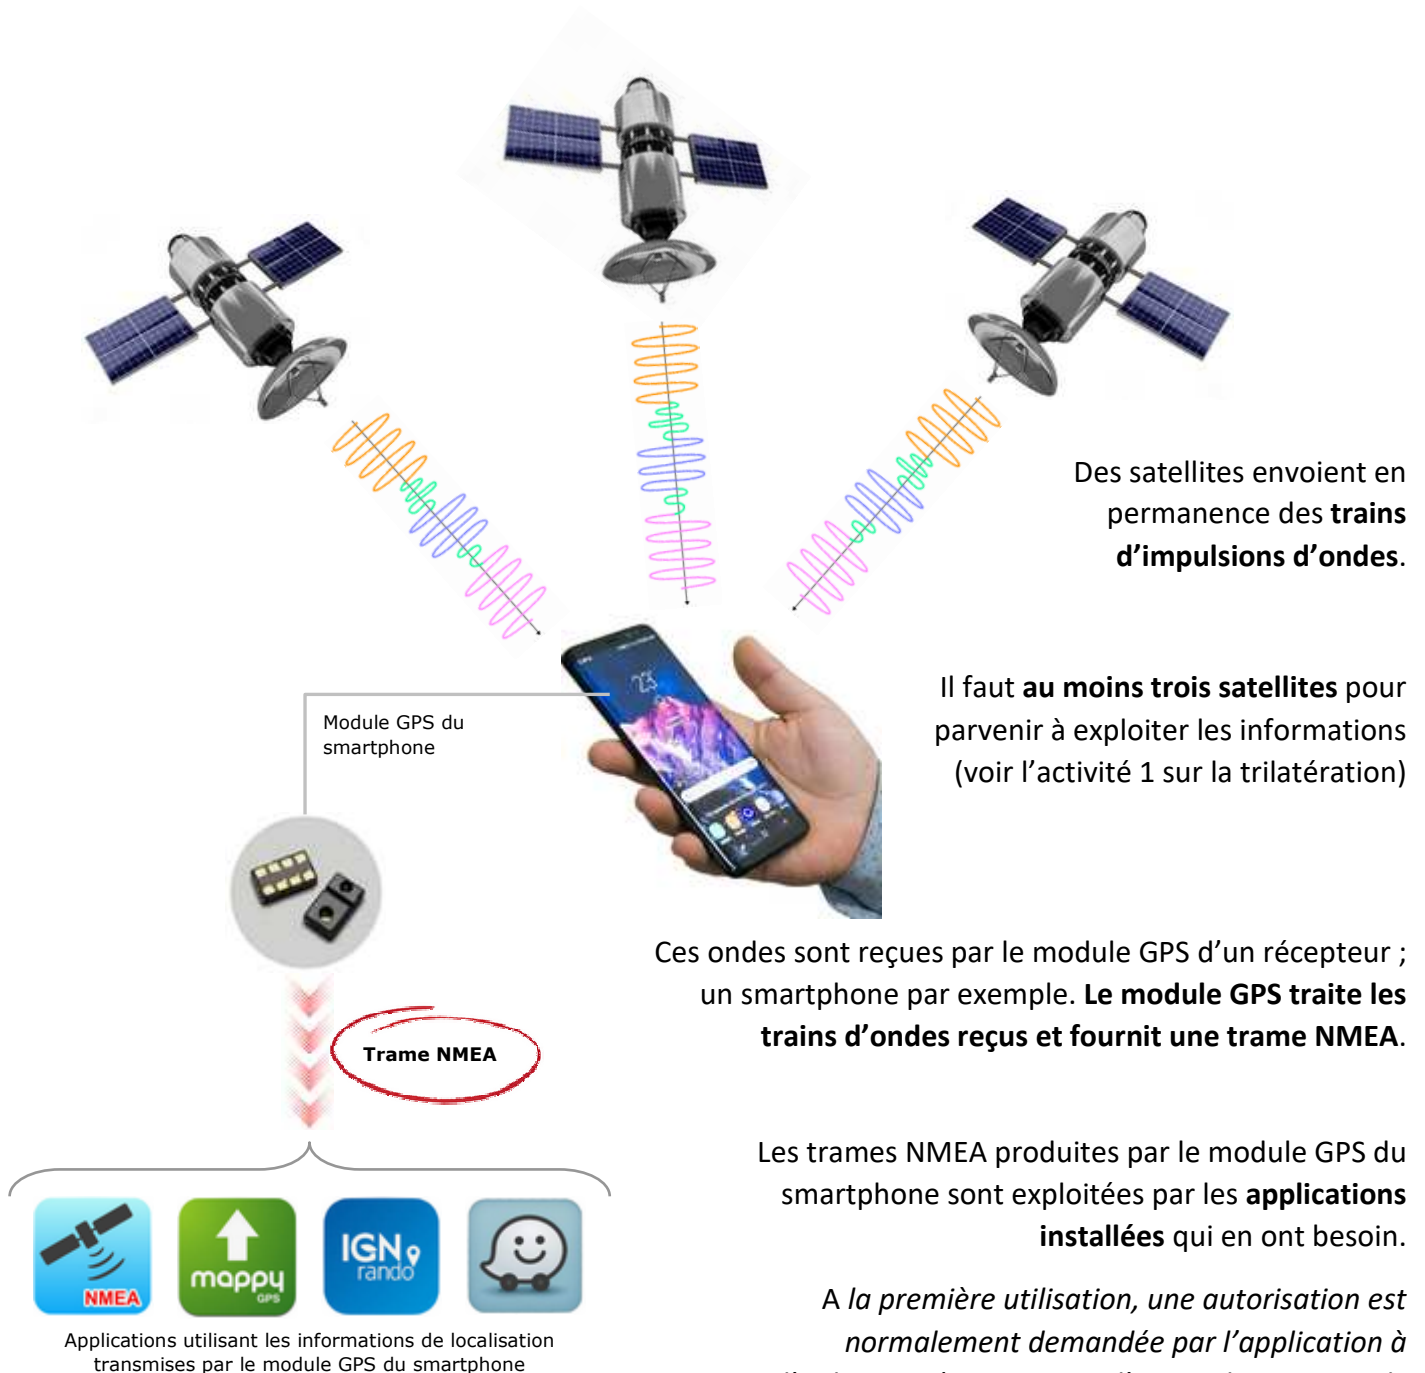 Des satellites envoient en
permanence des trains
d’impulsions d’ondes.
Il faut au moins trois satellites pour
parvenir à exploiter les informations
(voir l’activité 1 sur la trilatération)
Module GPS du
smartphone
23
Ces ondes sont reçues par le module GPS d’un récepteur ;
un smartphone par exemple. Le module GPS traite les
trains d’ondes reçus et fournit une trame NMEA.
Trame NMEA
Les trames NMEA produites par le module GPS du
smartphone sont exploitées par les applications
installées qui en ont besoin.
NMEA
mappy
GPS
IGN
rando
Applications utilisant les informations de localisation
transmises par le module GPS du smartphone
A la première utilisation, une autorisation est
normalement demandée par l’application à